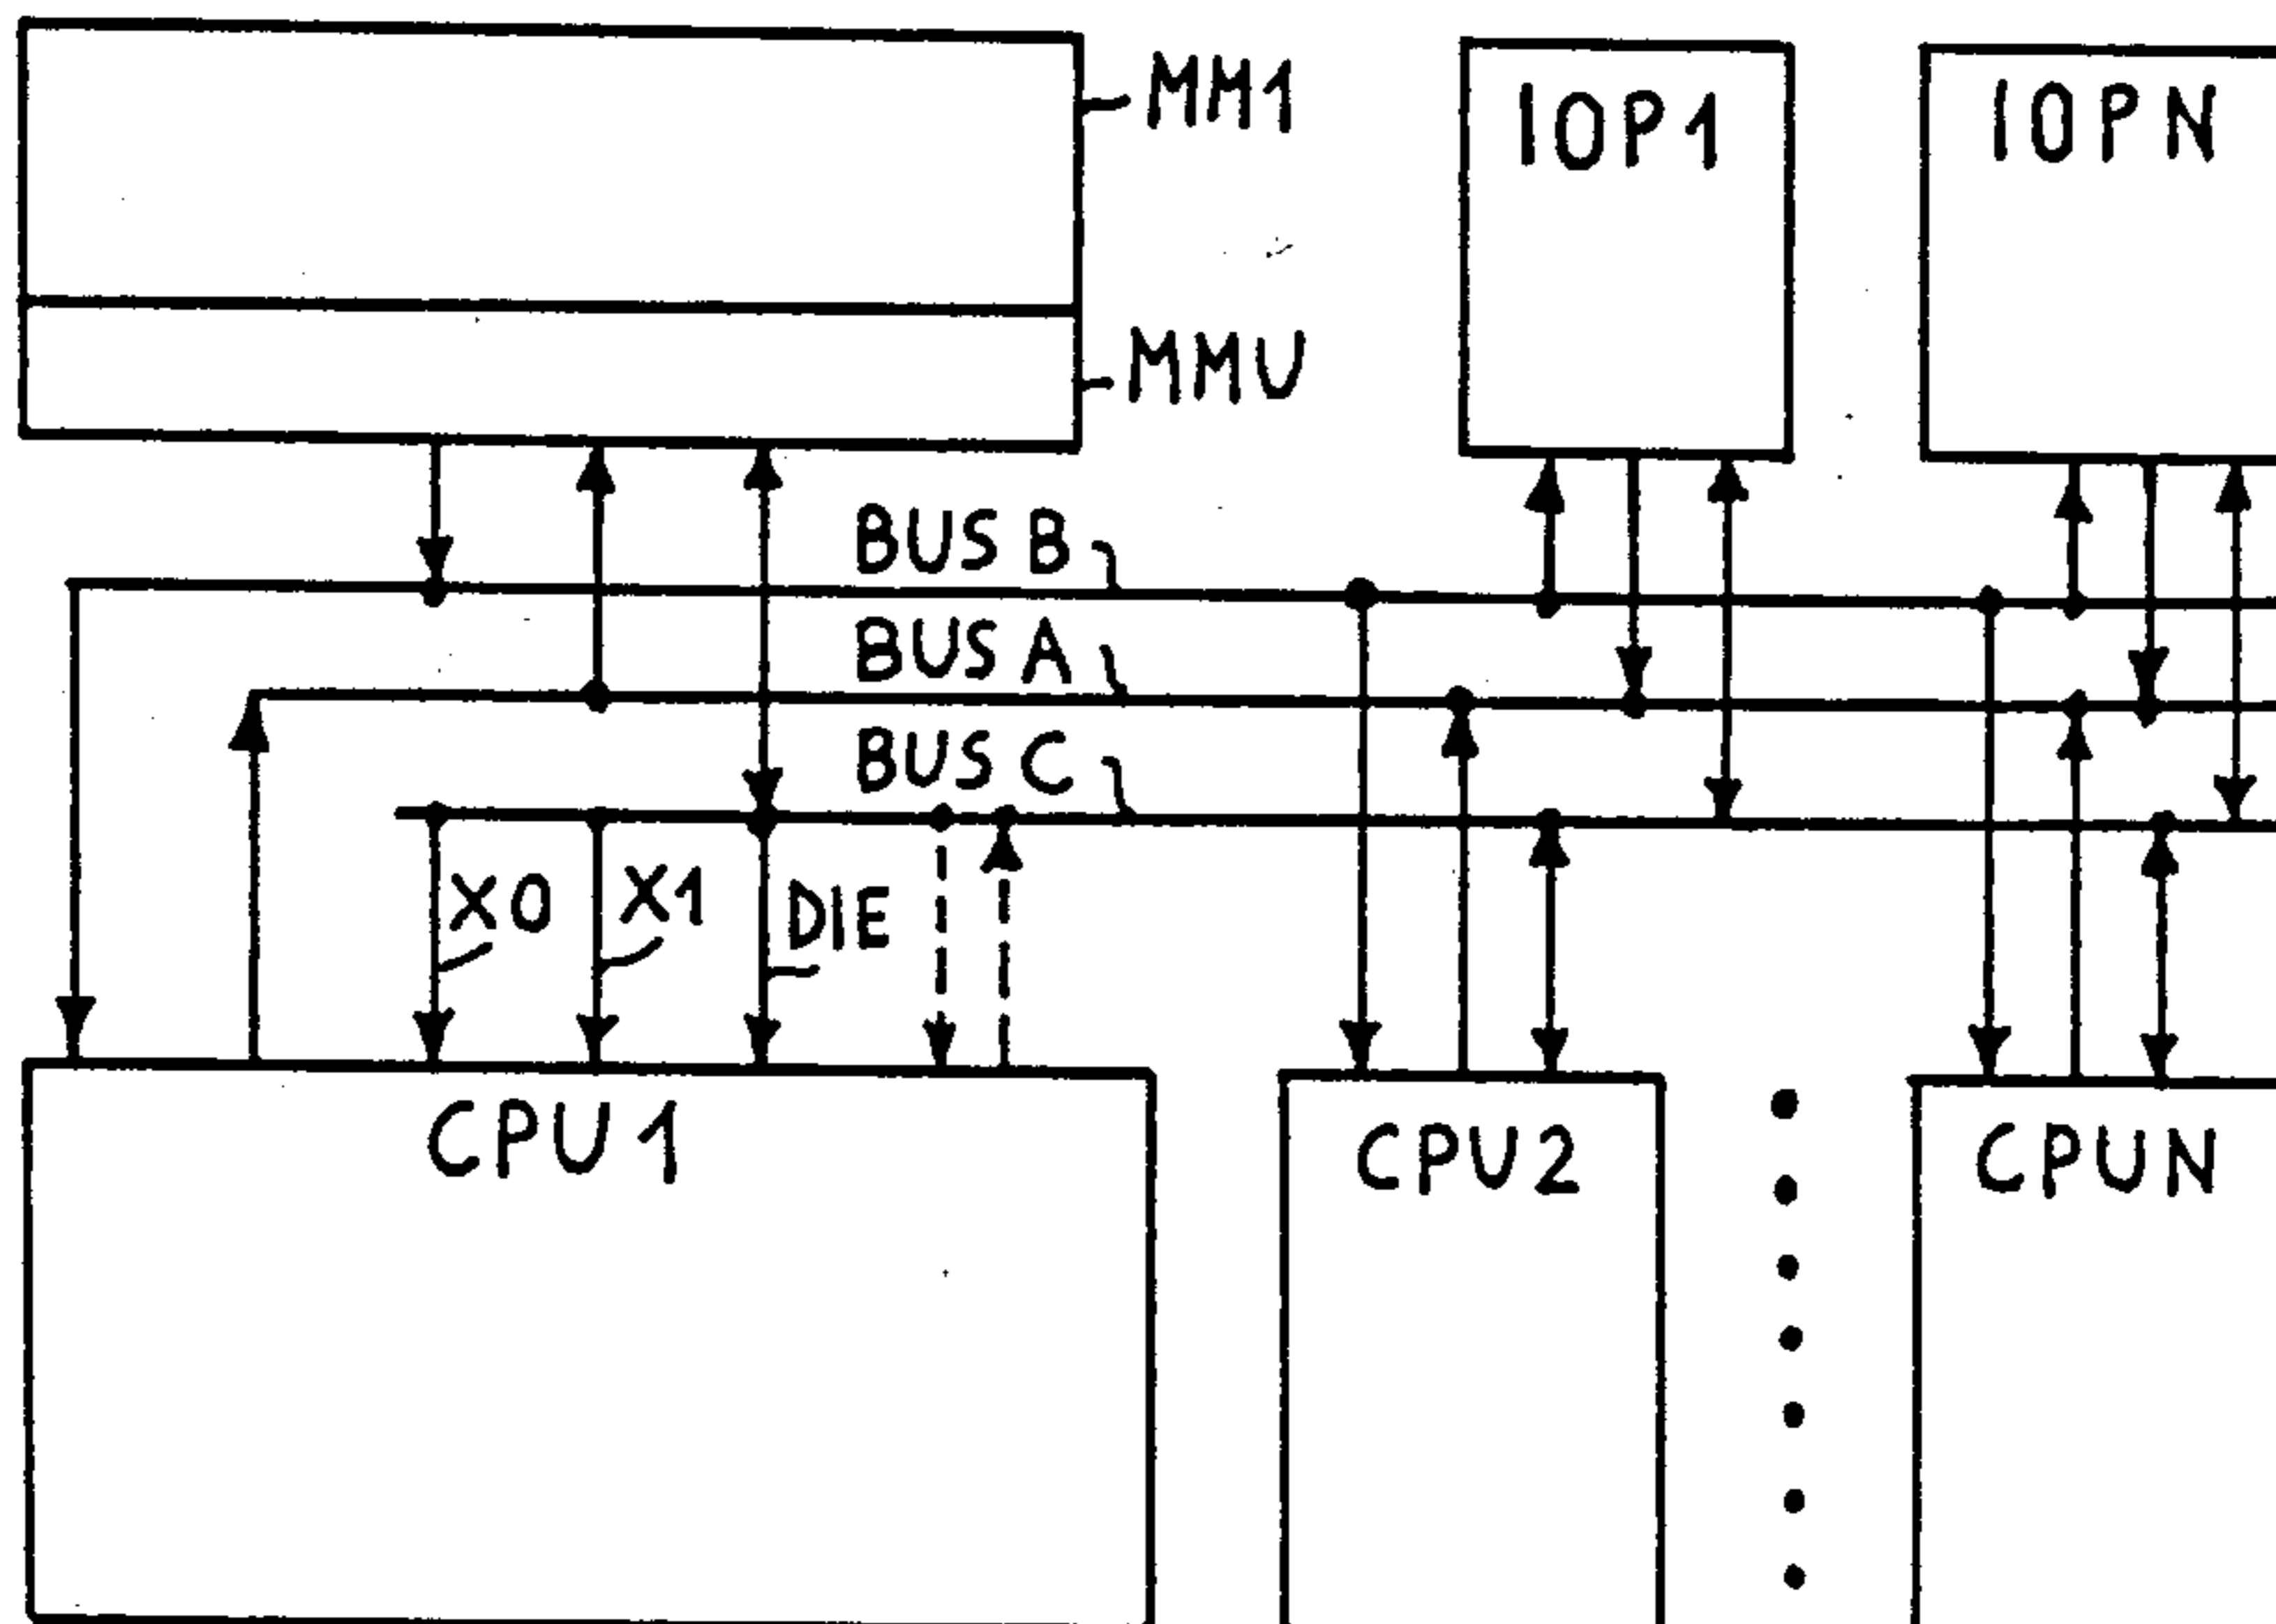 MM1
IOP1
IOPN
MMU
BUS B
BUS A
BUS C
X0
X1
DIE
CPU1
CPU2
CPUN